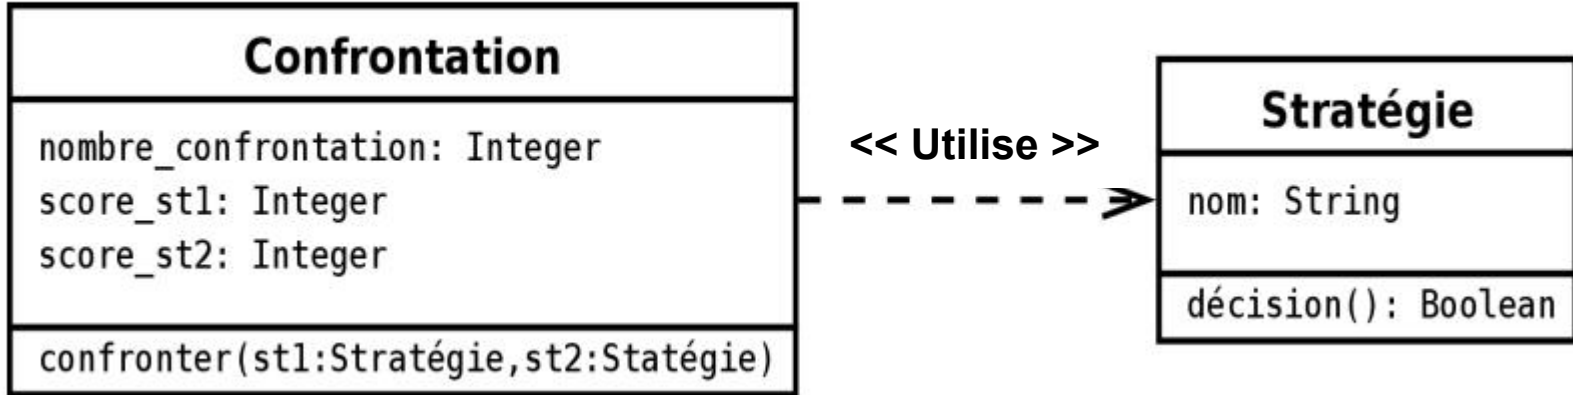 Confrontation
nombre_confrontation: Integer
score_st1: Integer
score_st2: Integer
confronter(st1:Stratégie,st2:Statégie)
<< Utilise >>
Stratégie
nom: String
décision(): Boolean